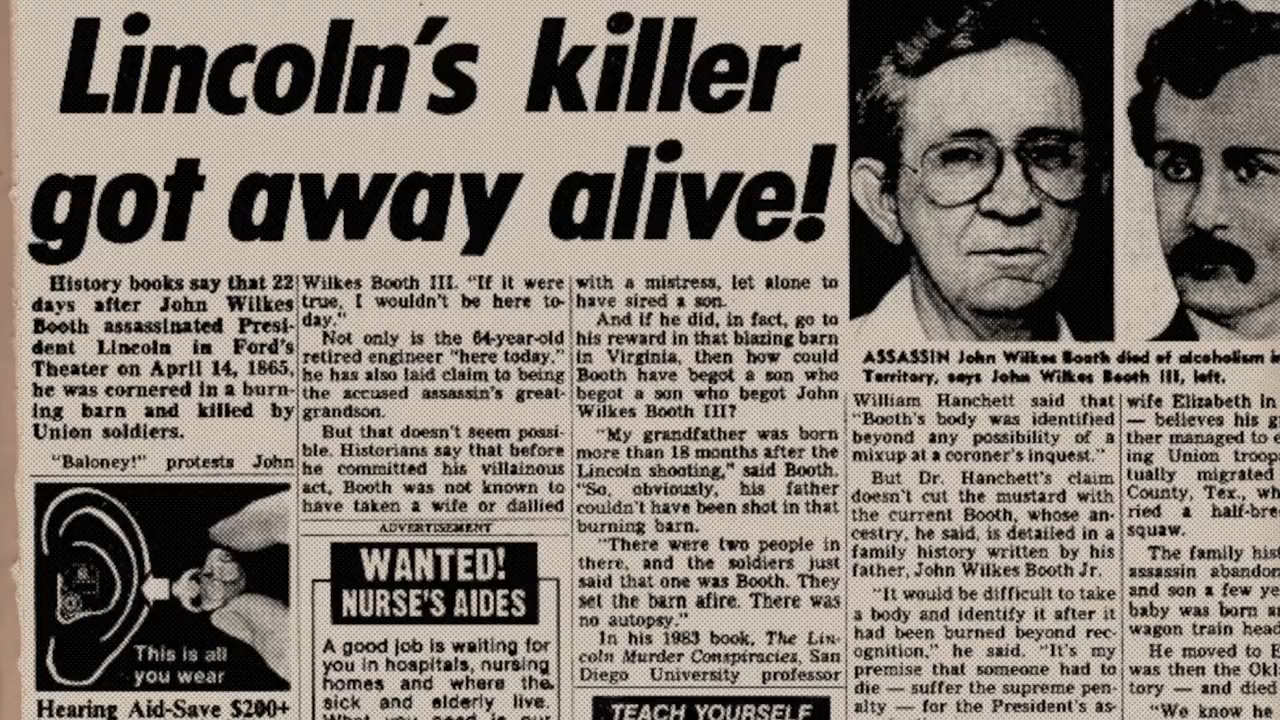 Lincoln's killer
got away alive!
History books say that 22
days after John Wilkes
Booth assassinated Presi-
dent Lincoln in Ford's
Theater on April 14, 1865,
he was cornered in a burn-
ing barn and killed by
Union soldiers.
"Baloney!" protests John
This is all
you wear
Hearing Aid-Save $200+
Wilkes Booth III. "If it were
true, I wouldn't be here to-
day."
Not only is the 64-year-old
retired engineer "here today,"
he has also laid claim to being
the accused assassin's great-
grandson.
But that doesn't seem possi-
ble. Historians say that before
he committed his villainous
act, Booth was not known to
have taken a wife or dallied
ADVERTISEMENT
WANTED!
NURSE'S AIDES
A good job is waiting for
you in hospitals, nursing
homes and where the
sick and elderly live.
What you need is our
with a mistress, let alone to
have sired a son.
And if he did, in fact, go to
his reward in that blazing barn
in Virginia, then how could
Booth have begot a son who
begot a son who begot John
Wilkes Booth III?
"My grandfather was born
more than 18 months after the
Lincoln shooting," said Booth.
"So, obviously, his father
couldn't have been shot in that
burning barn.
"There were two people in
there, and the soldiers just
said that one was Booth. They
set the barn afire. There was
no autopsy."
In his 1983 book, The Lin-
coln Murder Conspiracies, San
Diego University professor
TEACH YOURSELF
ASSASSIN John Wilkes Booth died of alcoholism i
Territory, says John Wilkes Booth III, left.
William Hanchett said that
"Booth's body was identified
beyond any possibility of a
mixup at a coroner's inquest."
But Dr. Hanchett's claim
doesn't cut the mustard with
the current Booth, whose an-
cestry, he said, is detailed in a
family history written by his
father, John Wilkes Booth Jr.
"It would be difficult to take
a body and identify it after it
had been burned beyond rec-
ognition," he said. "It's my
premise that someone had to
die — suffer the supreme pen-
alty — for the President's as-
wife Elizabeth in
— believes his g
ther managed to e
ing Union troop
tually migrated
County, Tex., wh
ried a half-bre
squaw.
The family hist
assassin abandon
and son a few ye
baby was born a
wagon train head
He moved to E
was then the Okl
tory — and died
"We know he